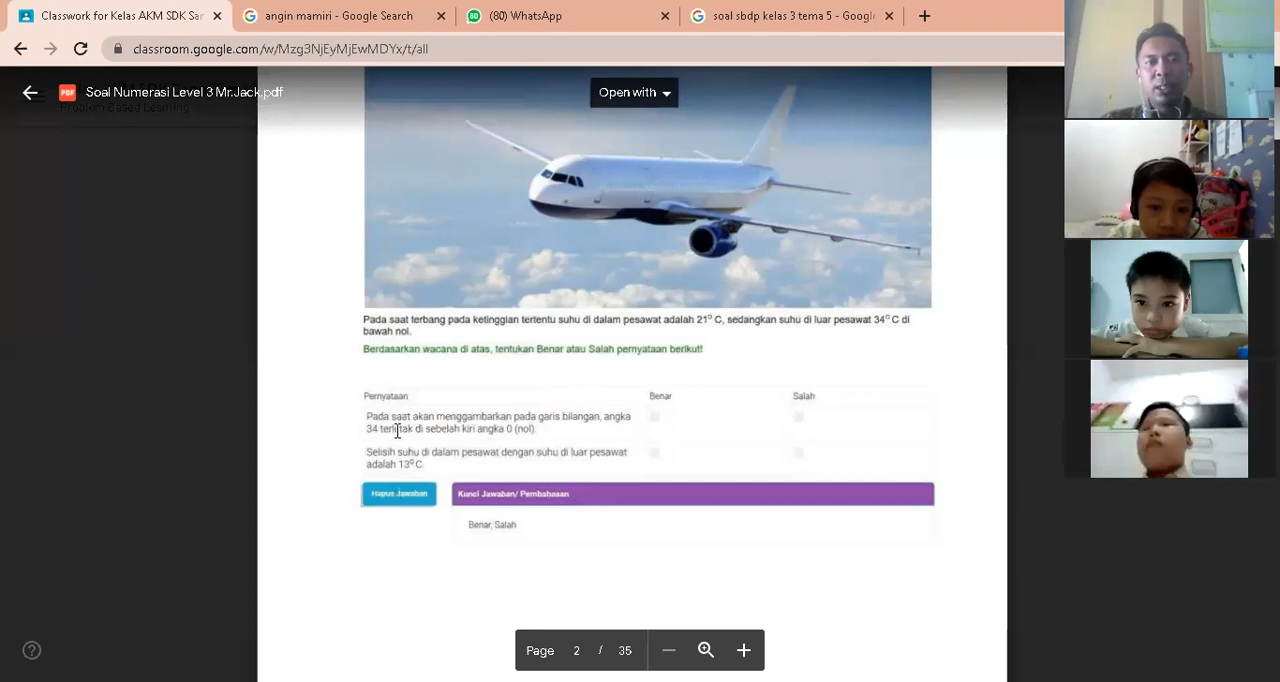 Classwork for Kelas AKM SDK Sar
angin mamiri - Google Search
(80) WhatsApp
soal sbdp kelas 3 tema 5 - Googl
classroom.google.com/w/Mzg3NjEyMjEwMDYx/t/all
PDF
Soal Numerasi Level 3 Mr.Jack.pdf
Open with
Pada saat terbang pada ketinggian tertentu suhu di dalam pesawat adalah 21° C, sedangkan suhu di luar pesawat 34° C di
bawah nol.
Berdasarkan wacana di atas, tentukan Benar atau Salah pernyataan berikut!
Pernyataan
Benar
Salah
Pada saat akan menggambarkan pada garis bilangan, angka
34 terletak di sebelah kiri angka 0 (nol).
Selisih suhu di dalam pesawat dengan suhu di luar pesawat
adalah 13° C.
Hapus Jawaban
Kunci Jawaban/ Pembahasan
Benar, Salah
Page 2 / 35